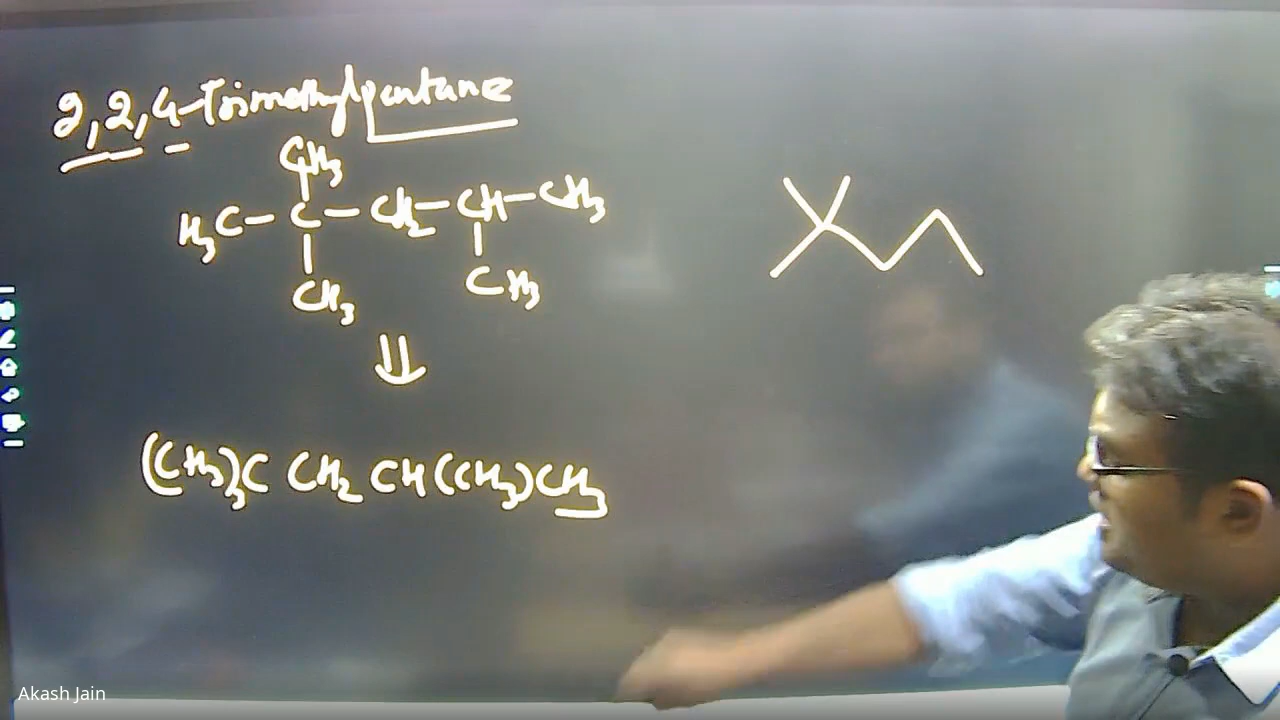 2,2,4-Trimethylpentane
CH3
H3C-C-CH2-CH-CH3
CH3 CH3
(CH3)3C CH2 CH(CH3)CH3
Akash Jain